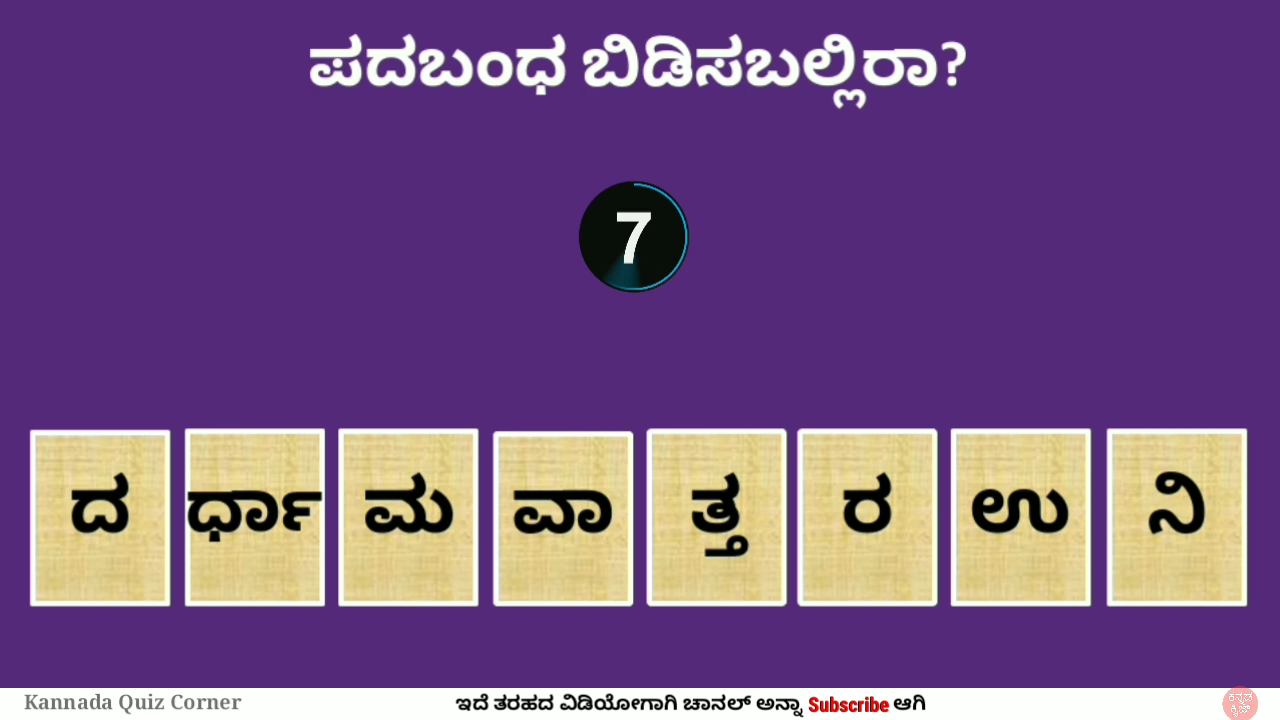 ಪದಬಂಧ ಬಿಡಿಸಬಲ್ಲಿರಾ?
7
ದ ರ್ಧಾ ಮ ವಾ ತ್ತ ರ ಉ ನಿ
Kannada Quiz Corner ಇದೆ ತರಹದ ವಿಡಿಯೋಗಾಗಿ ಚಾನಲ್ ಅನ್ನಾ Subscribe ಆಗಿ